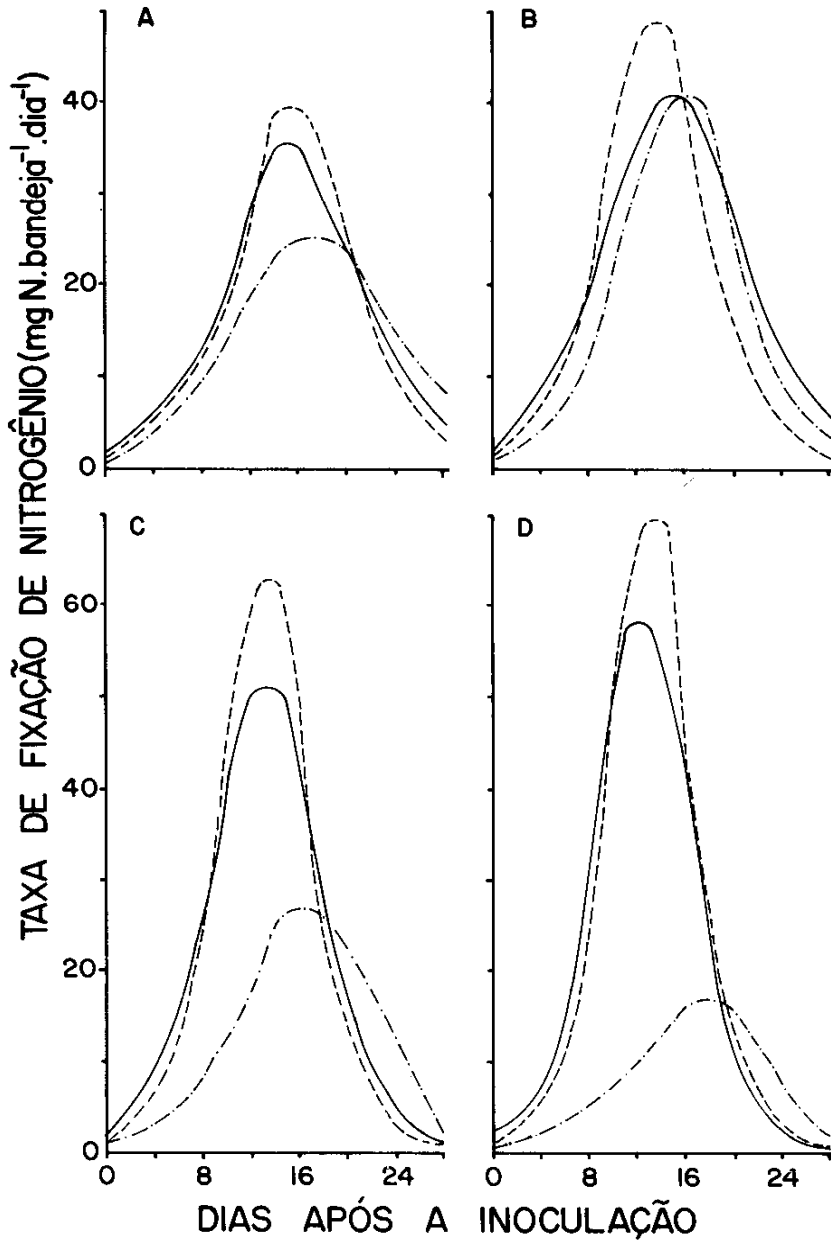 TAXA DE FIXAÇÃO DE NITROGÊNIO (mg N. bandeja⁻¹. dia⁻¹)
A
B
40
20
0
C
D
60
40
20
0
0 8 16 24 0 8 16 28
DIAS APÓS A INOCULAÇÃO